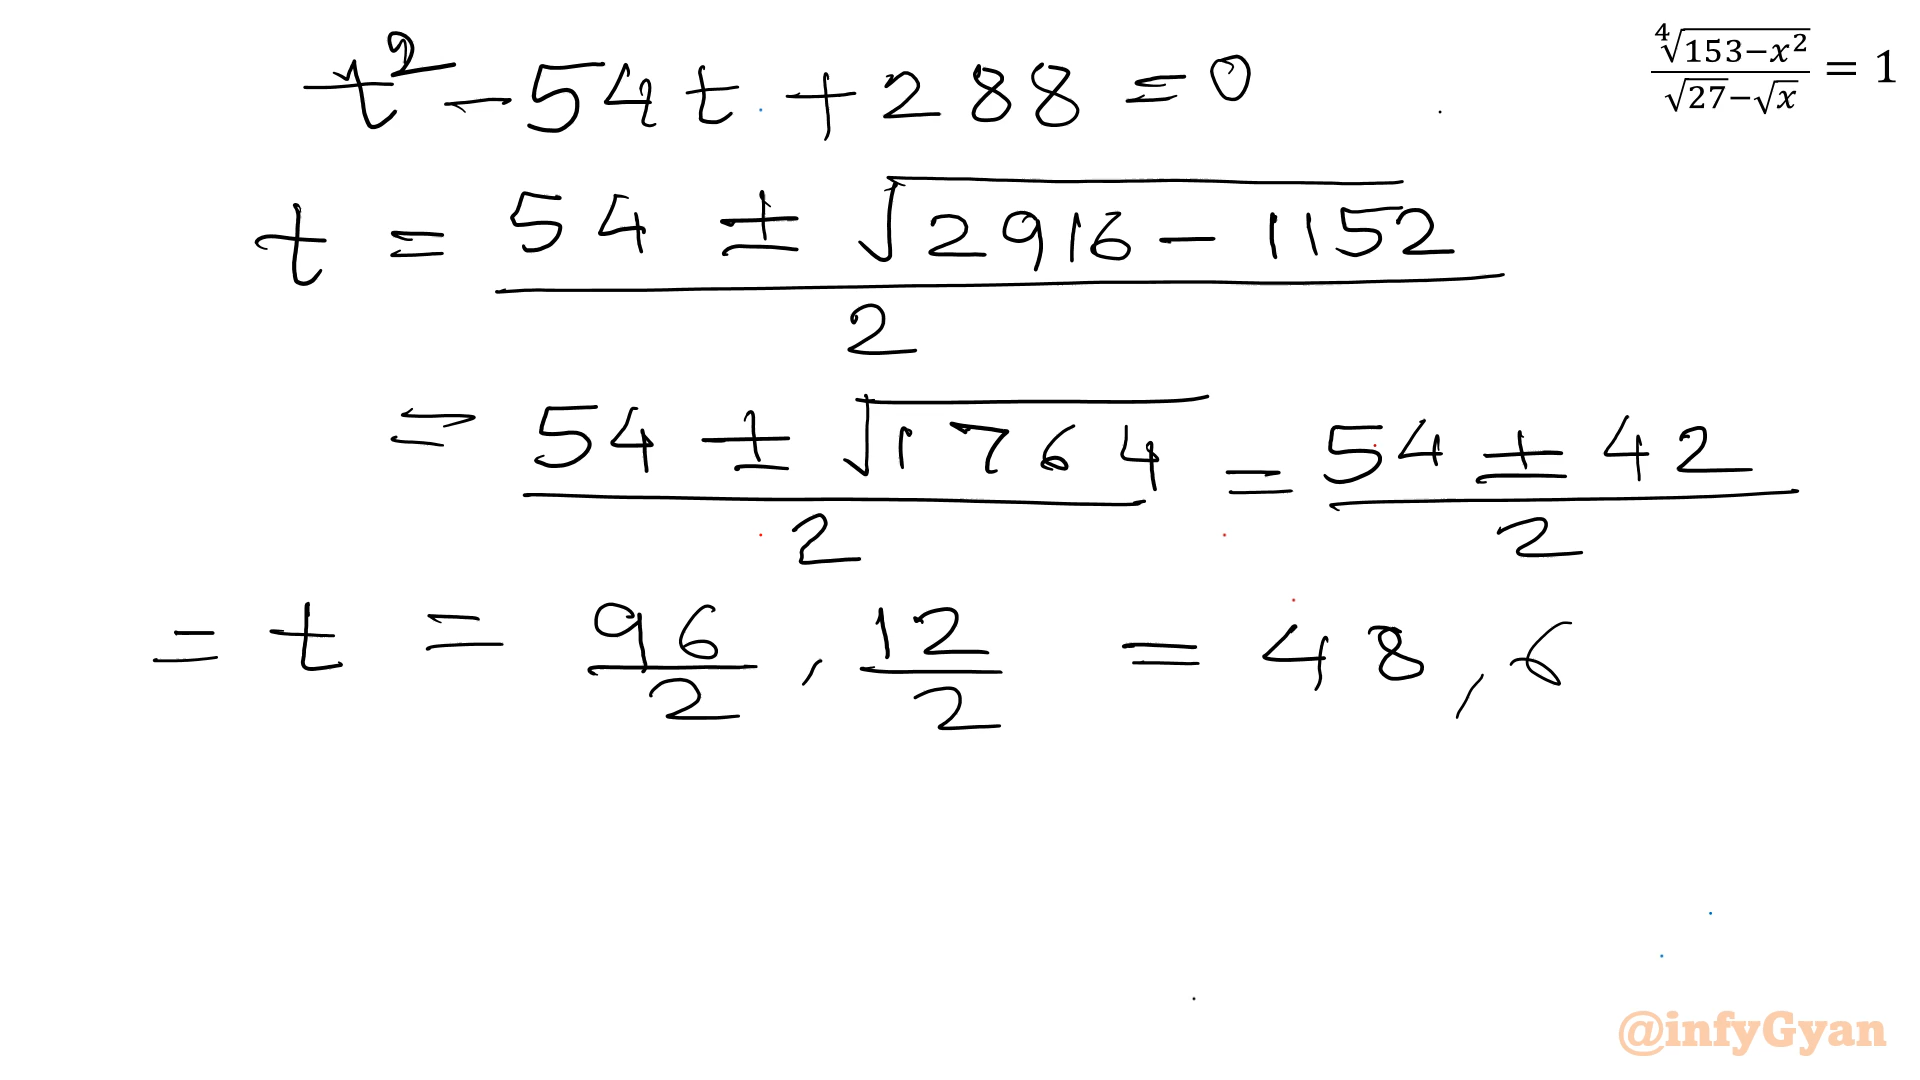 t² - 54t + 288 = 0
∜(153−x²) / (√27−√x) = 1
t = (54 ± √(2916 - 1152)) / 2
= (54 ± √1764) / 2 = (54 ± 42) / 2
= t = 96/2 , 12/2 = 48 , 6
@infyGyan